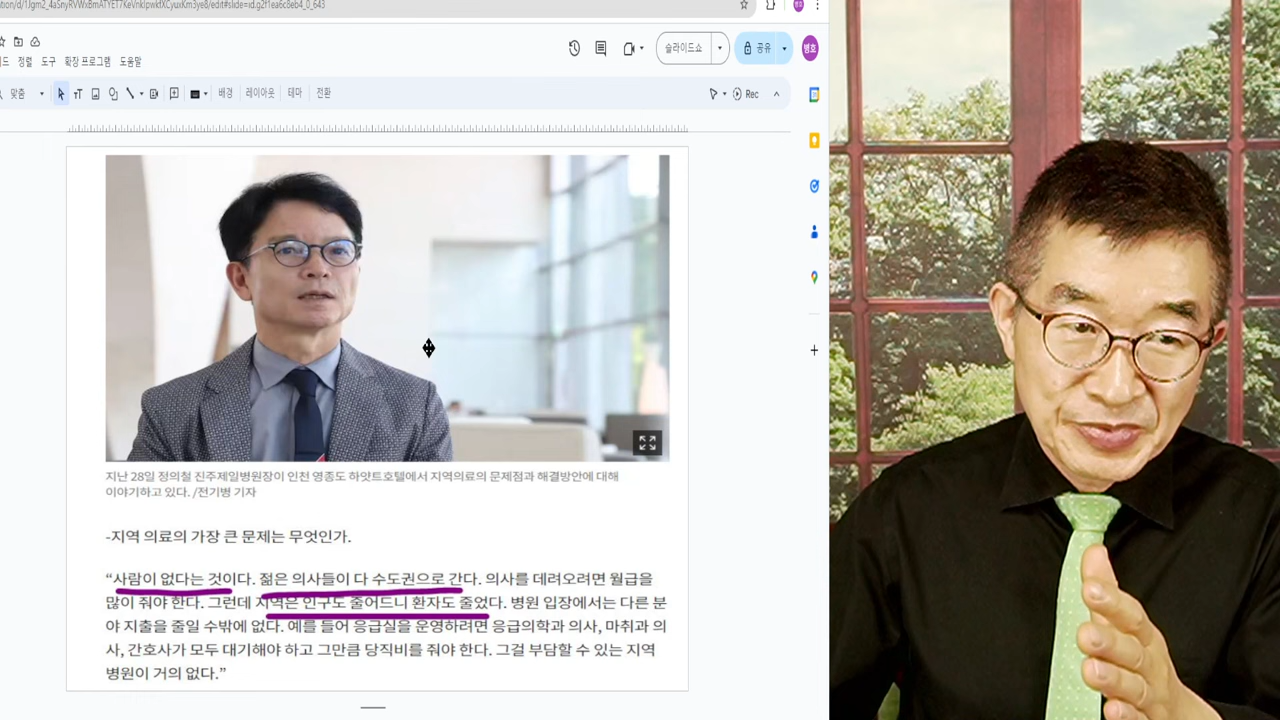 ation/d/1Jgm2_4aSnyRVWxBmATYET7KeVnkIpwkfXCyuxKm3ye8/edit#slide=id.g2f1ea6c8eb4_0_643
정렬 도구 확장 프로그램 도움말
슬라이드쇼
공유
병호
맞춤
배경 레이아웃 테마 전환
Rec
지난 28일 정의철 진주제일병원장이 인천 영종도 하얏트호텔에서 지역의료의 문제점과 해결방안에 대해
이야기하고 있다. /전기병 기자
-지역 의료의 가장 큰 문제는 무엇인가.
“사람이 없다는 것이다. 젊은 의사들이 다 수도권으로 간다. 의사를 데려오려면 월급을
많이 줘야 한다. 그런데 지역은 인구도 줄어드니 환자도 줄었다. 병원 입장에서는 다른 분
야 지출을 줄일 수밖에 없다. 예를 들어 응급실을 운영하려면 응급의학과 의사, 마취과 의
사, 간호사가 모두 대기해야 하고 그만큼 당직비를 줘야 한다. 그걸 부담할 수 있는 지역
병원이 거의 없다.”